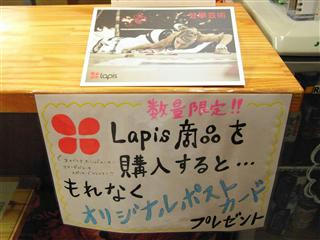 Lapis
数量限定!!
Lapis商品を
購入すると…
もれなく
オリジナルポスト
カード
プレゼント